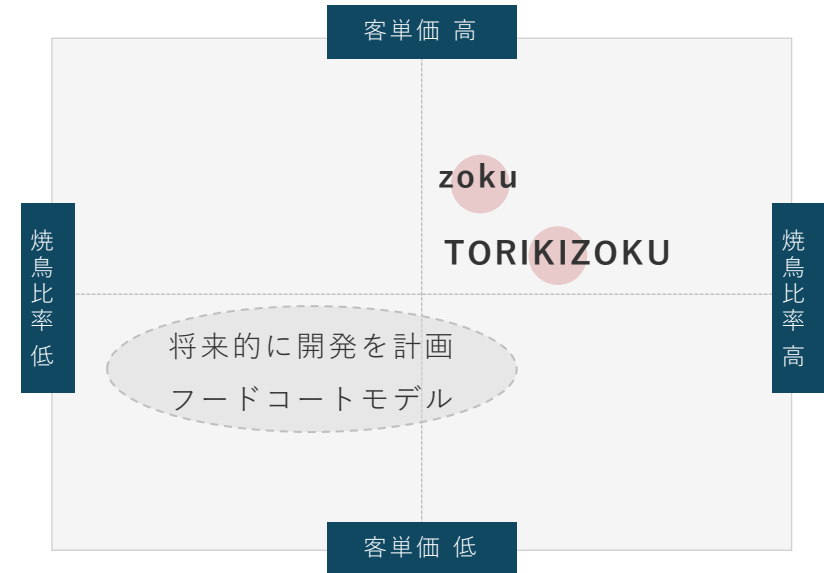 客単価 高
zoku
TORIKIZOKU
焼鳥比率 低
焼鳥比率 高
将来的に開発を計画
フードコートモデル
客単価 低